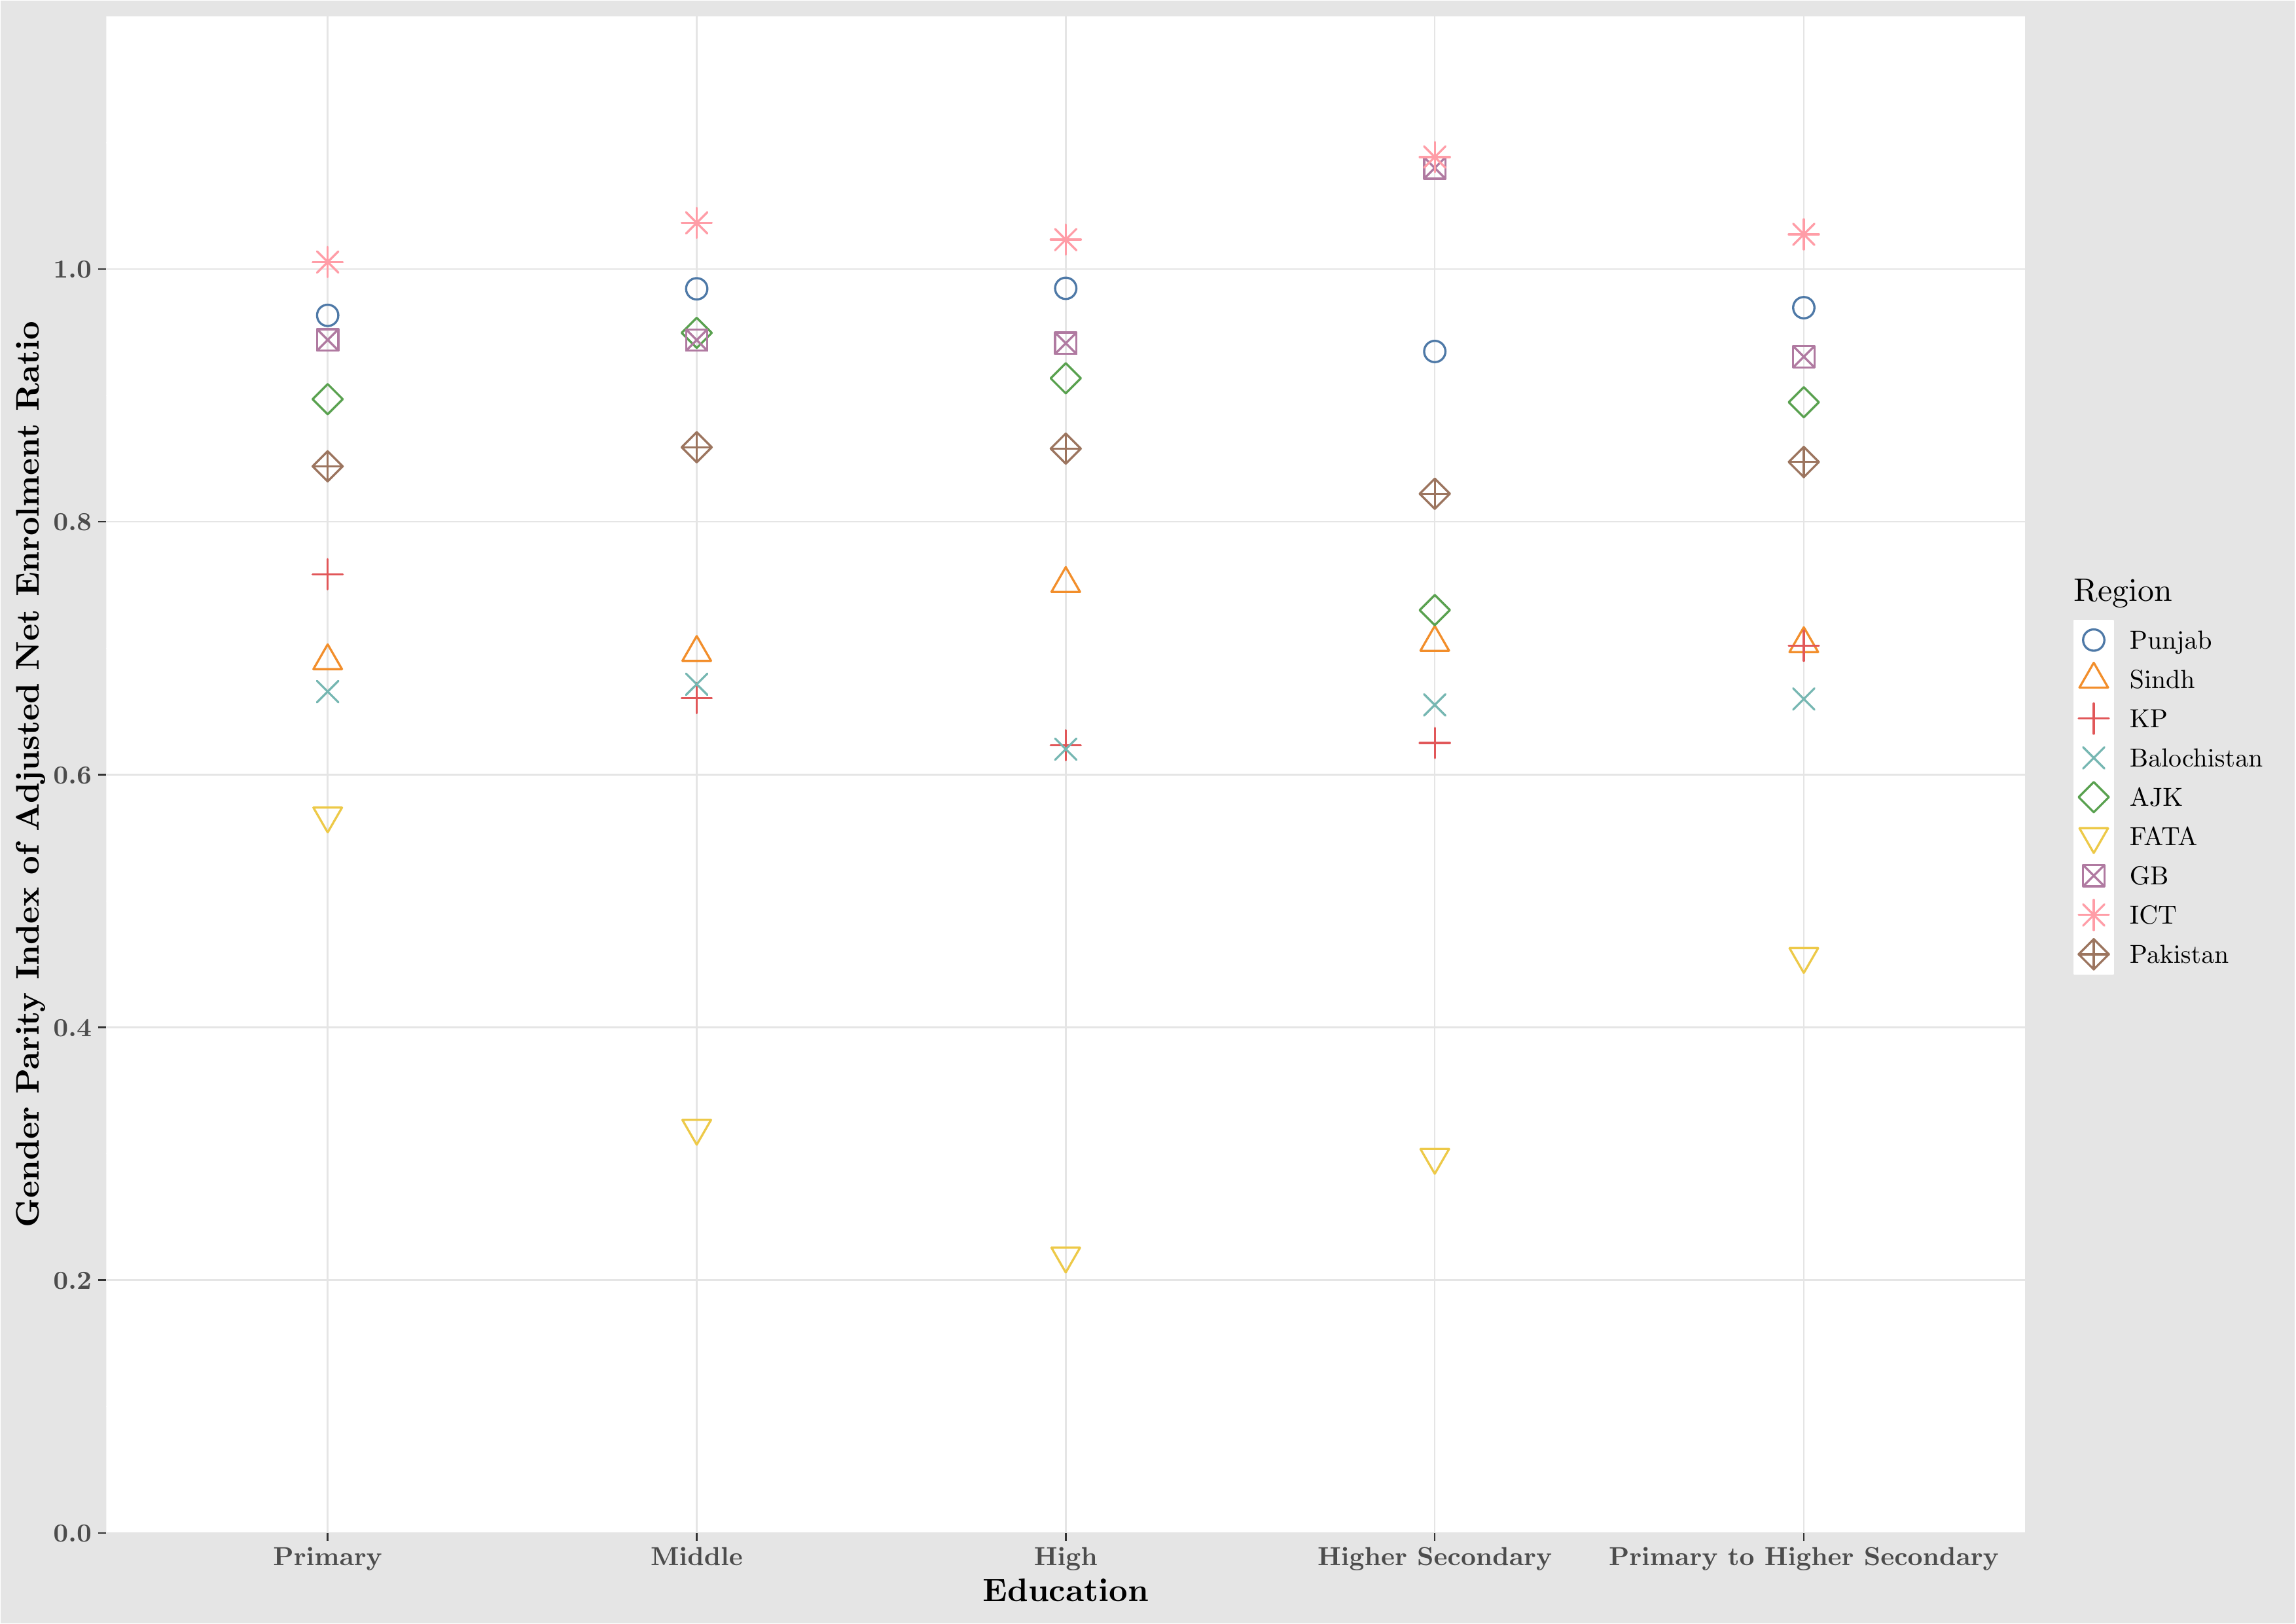 Gender Parity Index of Adjusted Net Enrolment Ratio
1.0
0.8
0.6
0.4
0.2
0.0
Primary
Middle
High
Higher Secondary
Primary to Higher Secondary
Education
Region
Punjab
Sindh
KP
Balochistan
AJK
FATA
GB
ICT
Pakistan